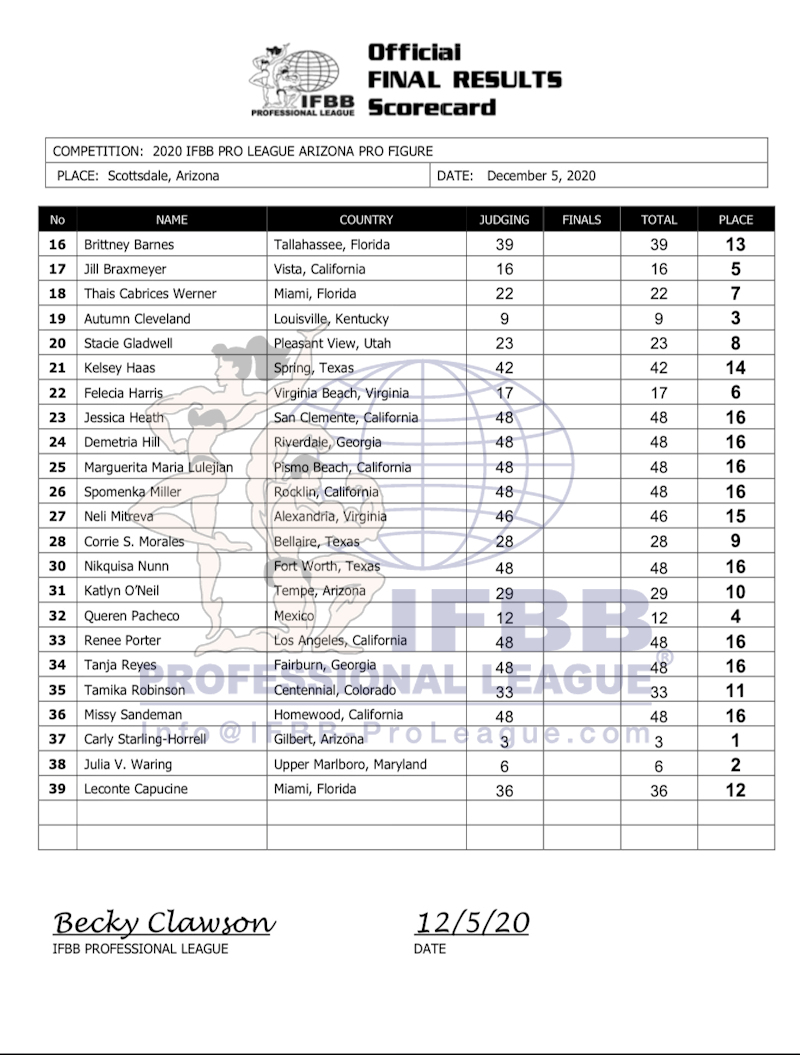 Official
FINAL RESULTS
Scorecard
IFBB
PROFESSIONAL LEAGUE
COMPETITION: 2020 IFBB PRO LEAGUE ARIZONA PRO FIGURE
PLACE: Scottsdale, Arizona DATE: December 5, 2020
No NAME COUNTRY JUDGING FINALS TOTAL PLACE
16 Brittney Barnes Tallahassee, Florida 39 39 13
17 Jill Braxmeyer Vista, California 16 16 5
18 Thais Cabrices Werner Miami, Florida 22 22 7
19 Autumn Cleveland Louisville, Kentucky 9 9 3
20 Stacie Gladwell Pleasant View, Utah 23 23 8
21 Kelsey Haas Spring, Texas 42 42 14
22 Felecia Harris Virginia Beach, Virginia 17 17 6
23 Jessica Heath San Clemente, California 48 48 16
24 Demetria Hill Riverdale, Georgia 48 48 16
25 Marguerita Maria Lulejian Pismo Beach, California 48 48 16
26 Spomenka Miller Rocklin, California 48 48 16
27 Neli Mitreva Alexandria, Virginia 46 46 15
28 Corrie S. Morales Bellaire, Texas 28 28 9
30 Nikquisa Nunn Fort Worth, Texas 48 48 16
31 Katlyn O’Neil Tempe, Arizona 29 29 10
32 Queren Pacheco Mexico 12 12 4
33 Renee Porter Los Angeles, California 48 48 16
34 Tanja Reyes Fairburn, Georgia 48 48 16
35 Tamika Robinson Centennial, Colorado 33 33 11
36 Missy Sandeman Homewood, California 48 48 16
37 Carly Starling-Horrell Gilbert, Arizona 3 3 1
38 Julia V. Waring Upper Marlboro, Maryland 6 6 2
39 Leconte Capucine Miami, Florida 36 36 12
IFBB
PROFESSIONAL LEAGUE®
Info@IFBB-ProLeague.com
Becky Clawson 12/5/20
IFBB PROFESSIONAL LEAGUE DATE